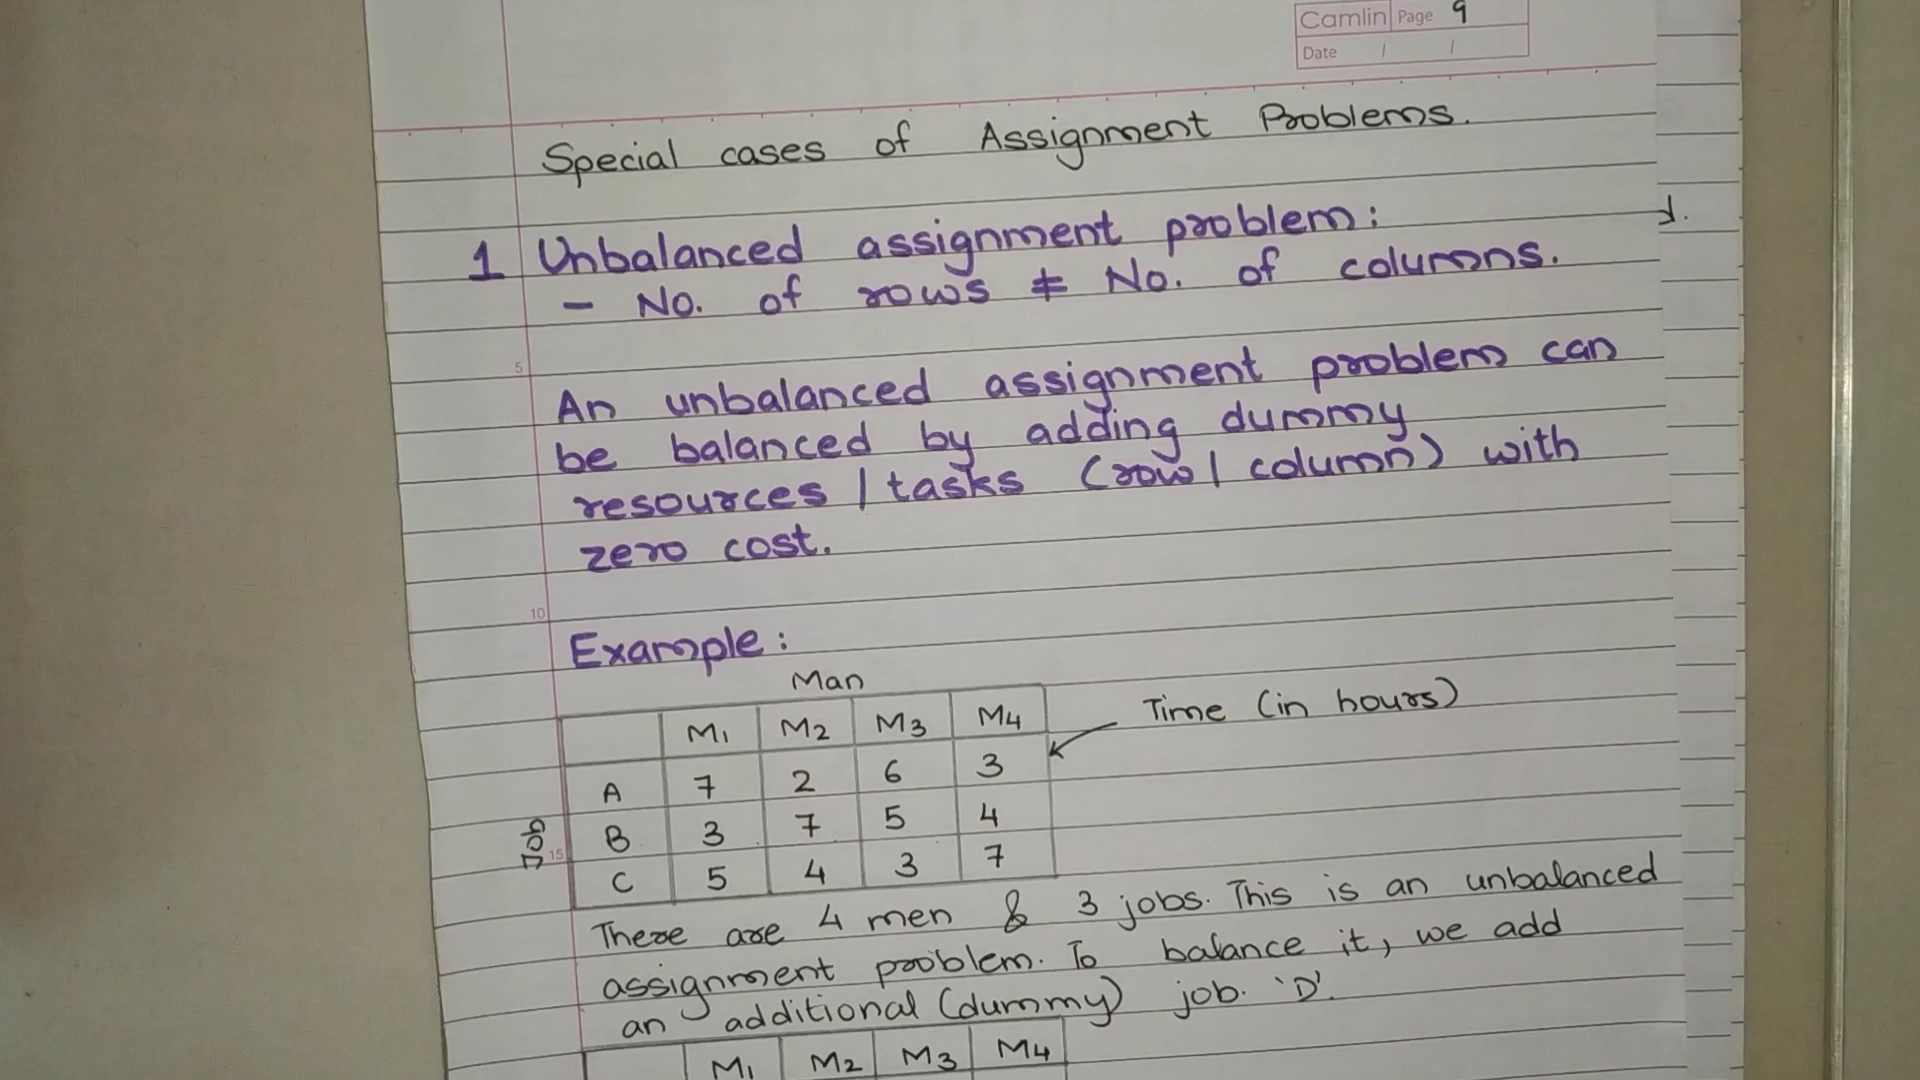 Camlin Page 9
Date / /
Special cases of Assignment Problems.
1 Unbalanced assignment problem:
- No. of rows ≠ No. of columns.
5
An unbalanced assignment problem can
be balanced by adding dummy
resources / tasks (row / column) with
zero cost.
10
Example:
Man
Time (in hours)
M1 M2 M3 M4
A 7 2 6 3
B 3 7 5 4
C 5 4 3 7
Job
15
There are 4 men & 3 jobs. This is an unbalanced
assignment problem. To balance it, we add
an additional (dummy) job. 'D'.
M1 M2 M3 M4